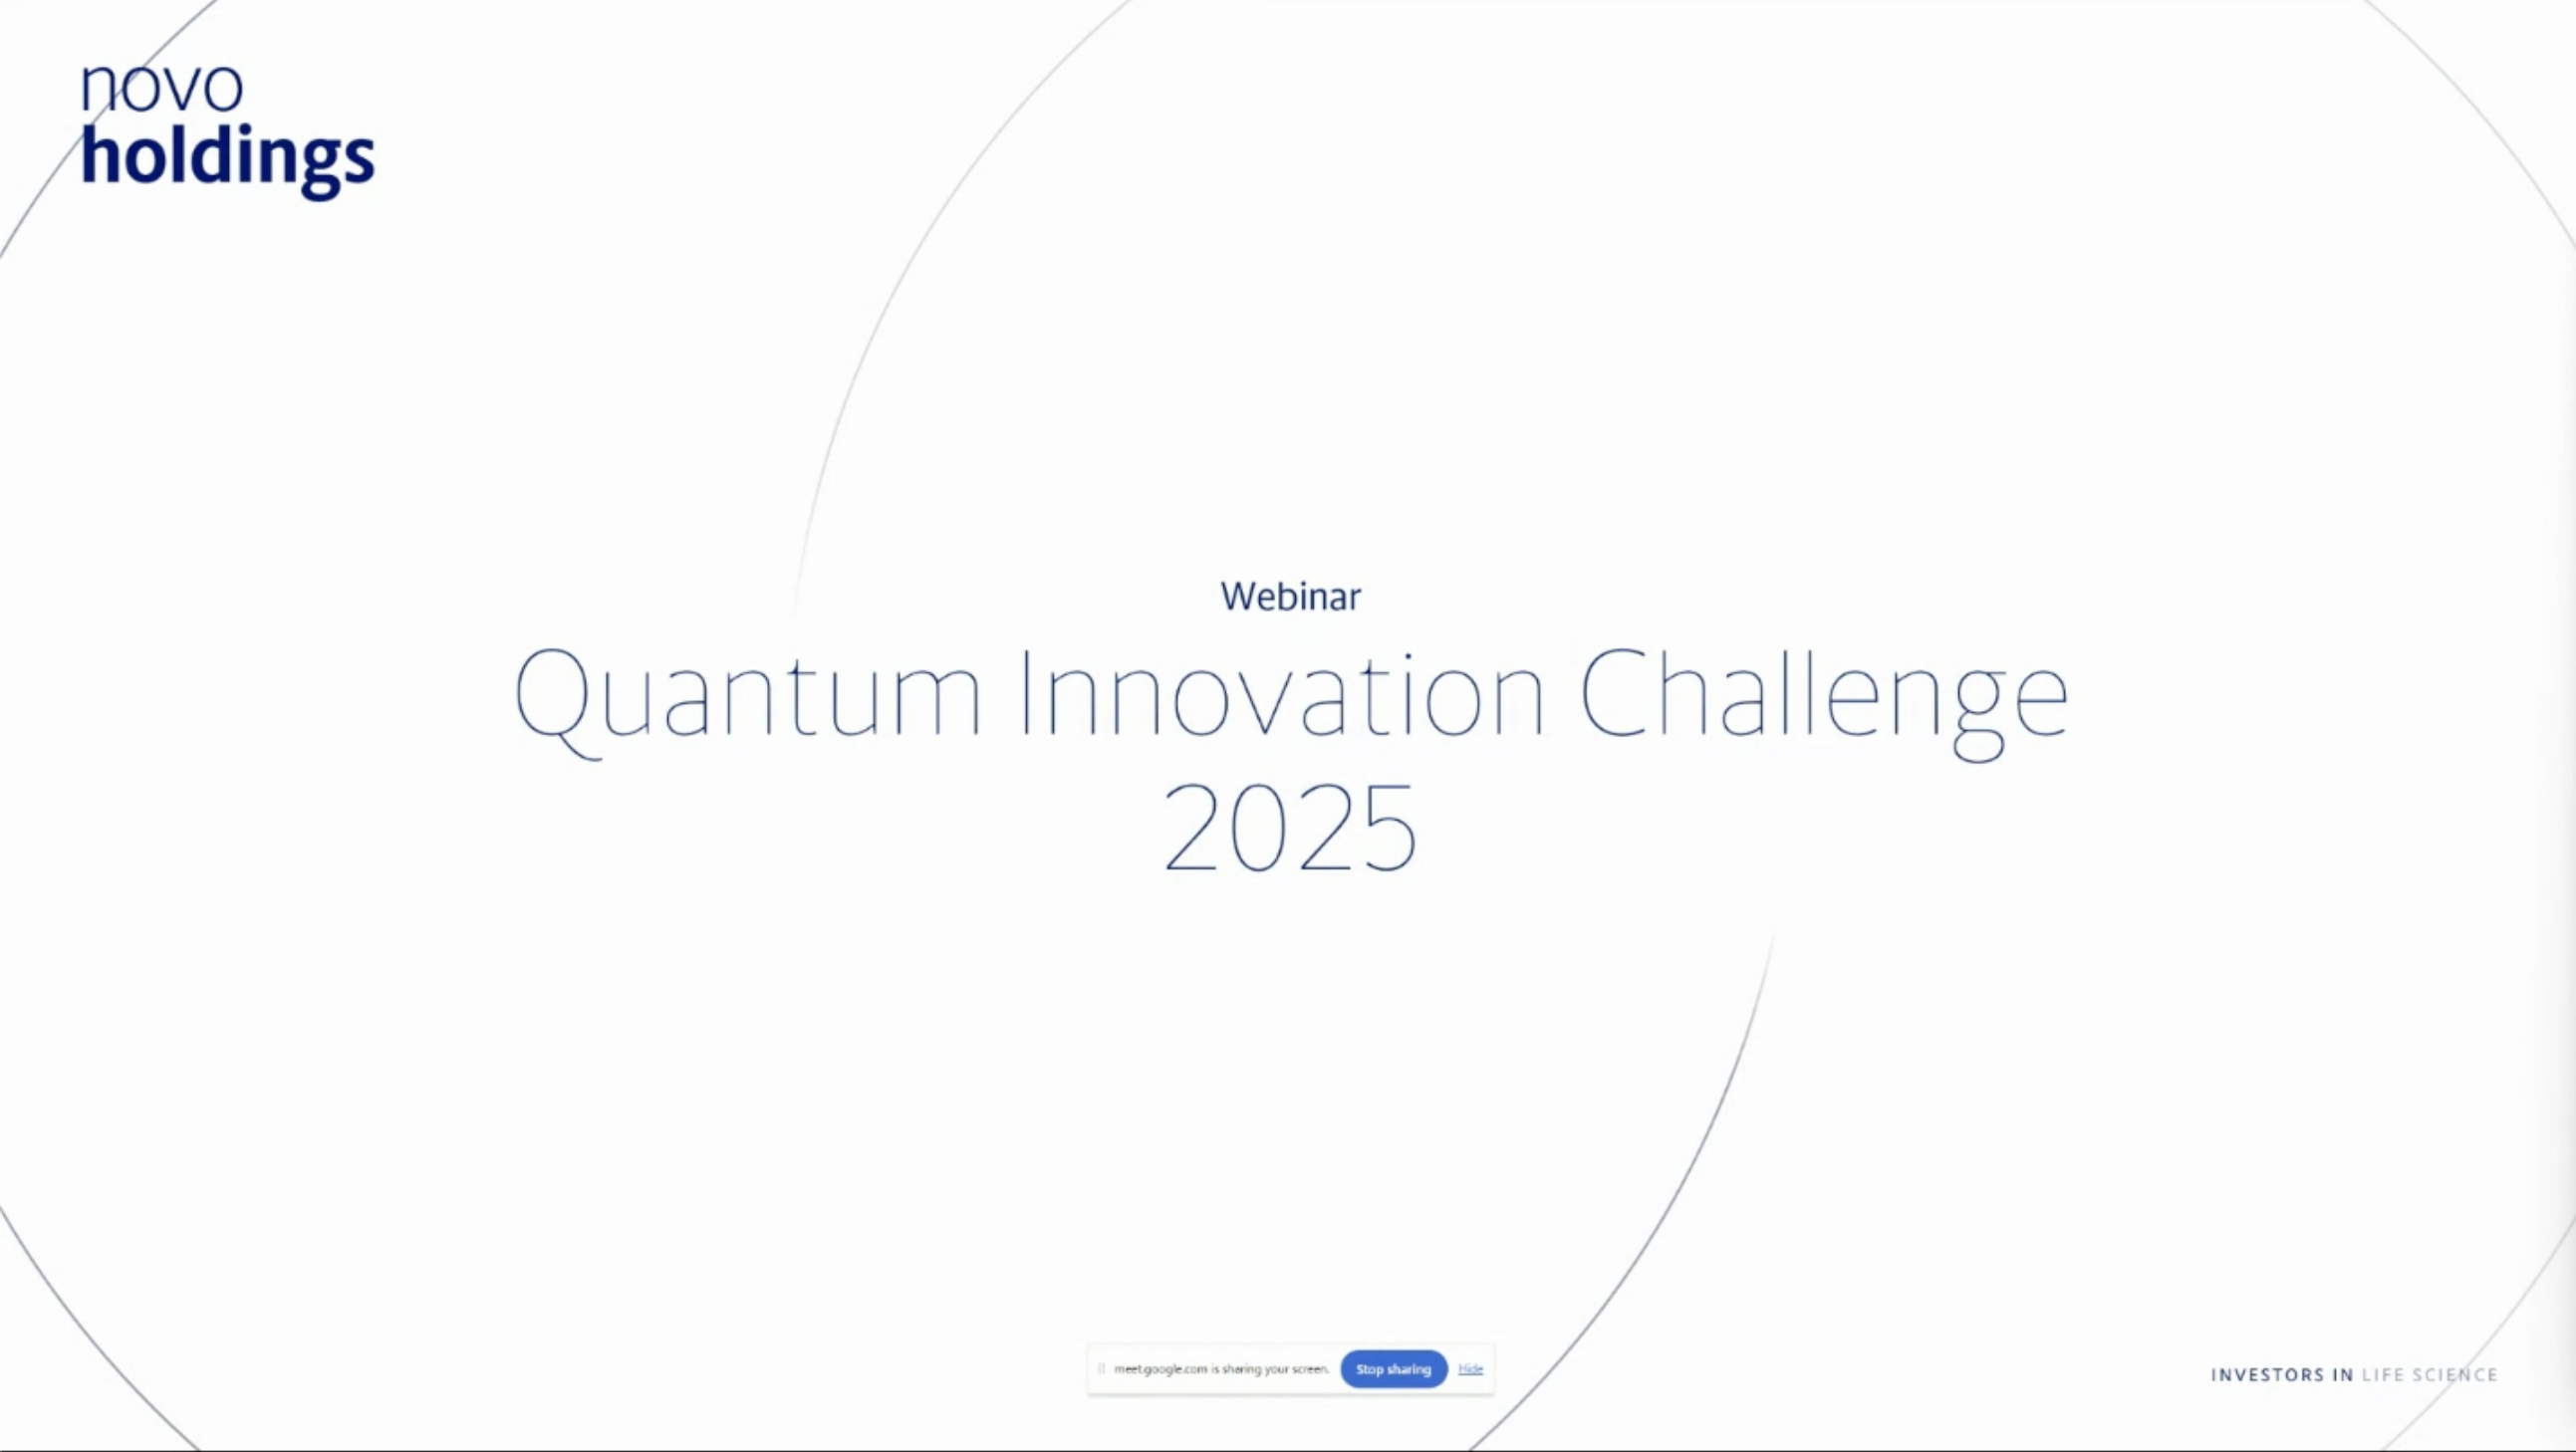 novo
holdings
Webinar
Quantum Innovation Challenge
2025
meet.google.com is sharing your screen. Stop sharing Hide
INVESTORS IN LIFE SCIENCE